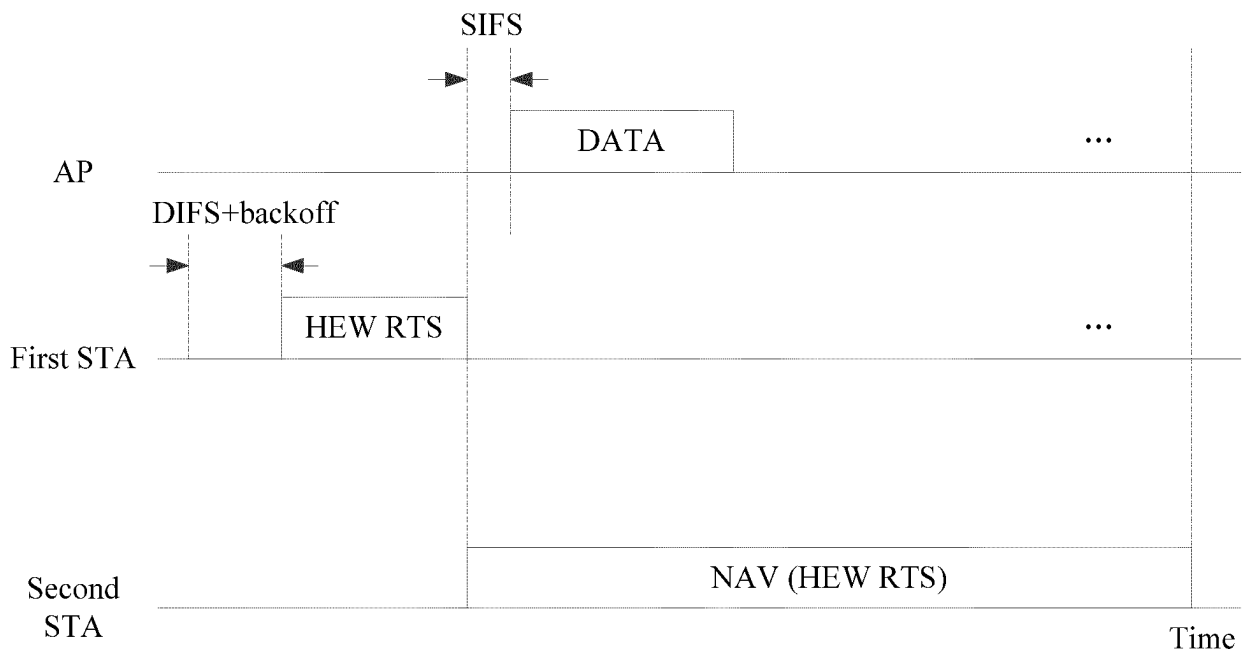 SIFS
DATA
...
AP
DIFS+backoff
HEW RTS
...
First STA
NAV (HEW RTS)
Second
STA
Time